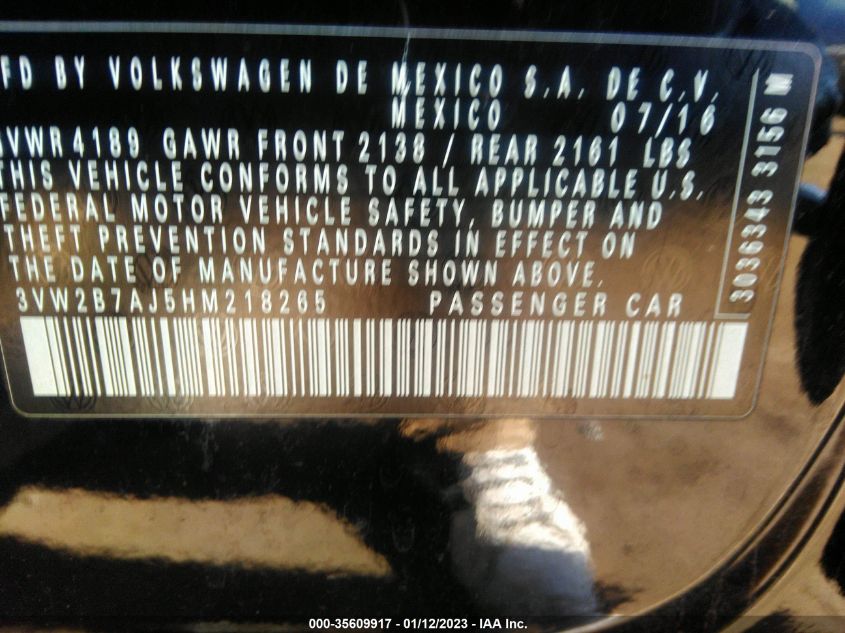 FD BY VOLKSWAGEN DE MEXICO S.A. DE C.V.
MEXICO 07/16
GVWR 4189 GAWR FRONT 2138 / REAR 2161 LBS
THIS VEHICLE CONFORMS TO ALL APPLICABLE U.S.
FEDERAL MOTOR VEHICLE SAFETY, BUMPER AND
THEFT PREVENTION STANDARDS IN EFFECT ON
THE DATE OF MANUFACTURE SHOWN ABOVE.
3VW2B7AJ5HM218265 PASSENGER CAR
3036343 3156 M
000-35609917 - 01/12/2023 - IAA Inc.